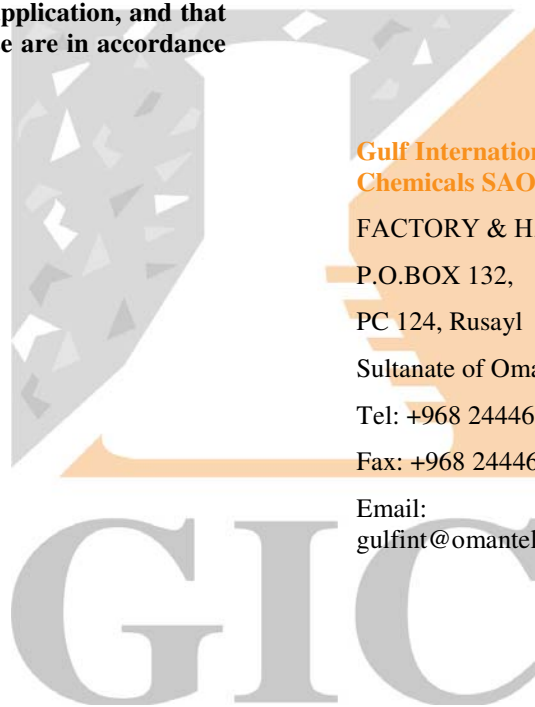 pplication, and that
e are in accordance
Gulf Internation
Chemicals SAO
FACTORY & H
P.O.BOX 132,
PC 124, Rusayl
Sultanate of Oma
Tel: +968 24446
Fax: +968 24446
Email:
gulfint@omantel
GIC